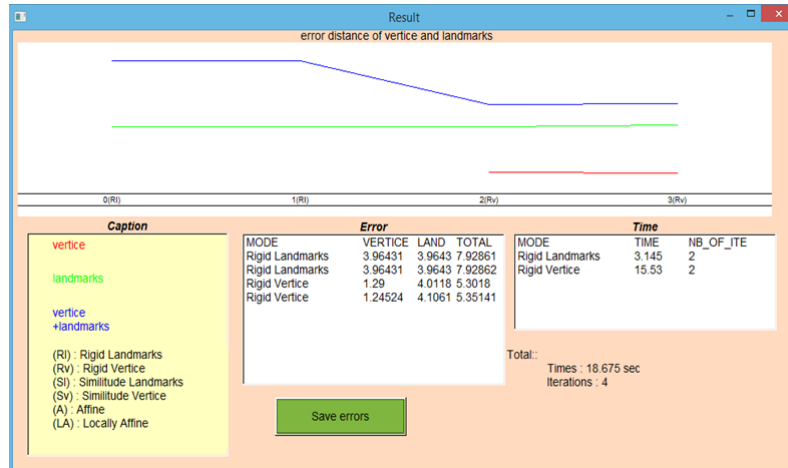 Result
error distance of vertice and landmarks
0(Rl) 1(Rl) 2(Rv) 3(Rv)
Caption
vertice
landmarks
vertice
+landmarks
(Rl) : Rigid Landmarks
(Rv) : Rigid Vertice
(Sl) : Similitude Landmarks
(Sv) : Similitude Vertice
(A) : Affine
(LA) : Locally Affine
Error
MODE VERTICE LAND TOTAL
Rigid Landmarks 3.96431 3.9643 7.92861
Rigid Landmarks 3.96431 3.9643 7.92862
Rigid Vertice 1.29 4.0118 5.3018
Rigid Vertice 1.24524 4.1061 5.35141
Save errors
Time
MODE TIME NB_OF_ITE
Rigid Landmarks 3.145 2
Rigid Vertice 15.53 2
Total::
Times : 18.675 sec
Iterations : 4